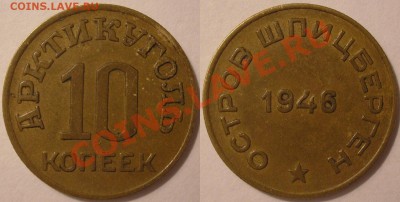 COINS.LAVE.RU
АРКТИКУГОЛЬ
10
КОПЕЕК
ОСТРОВ ШПИЦБЕРГЕН
1946
COINS.LAVE.RU